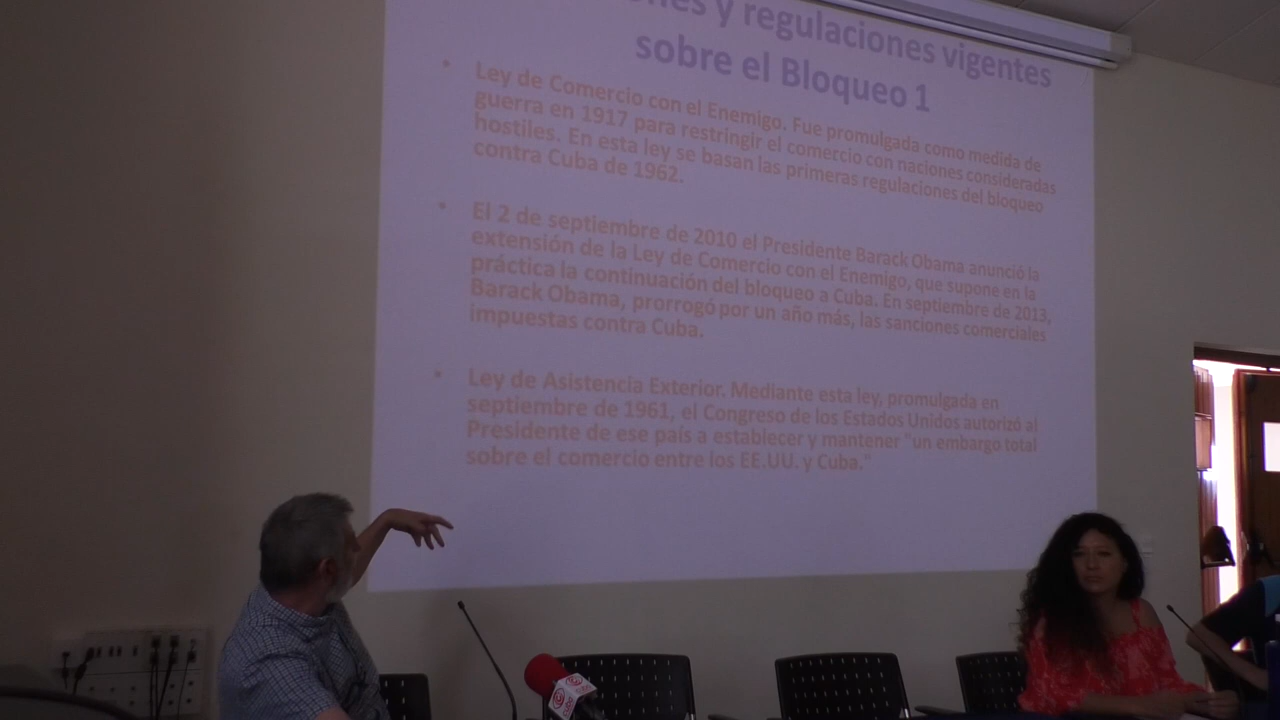 y regulaciones vigentes
sobre el Bloqueo 1
• Ley de Comercio con el Enemigo. Fue promulgada como medida de
guerra en 1917 para restringir el comercio con naciones consideradas
hostiles. En esta ley se basan las primeras regulaciones del bloqueo
contra Cuba de 1962.
• El 2 de septiembre de 2010 el Presidente Barack Obama anunció la
extensión de la Ley de Comercio con el Enemigo, que supone en la
práctica la continuación del bloqueo a Cuba. En septiembre de 2013,
Barack Obama, prorrogó por un año más, las sanciones comerciales
impuestas contra Cuba.
• Ley de Asistencia Exterior. Mediante esta ley, promulgada en
septiembre de 1961, el Congreso de los Estados Unidos autorizó al
Presidente de ese país a establecer y mantener "un embargo total
sobre el comercio entre los EE.UU. y Cuba."